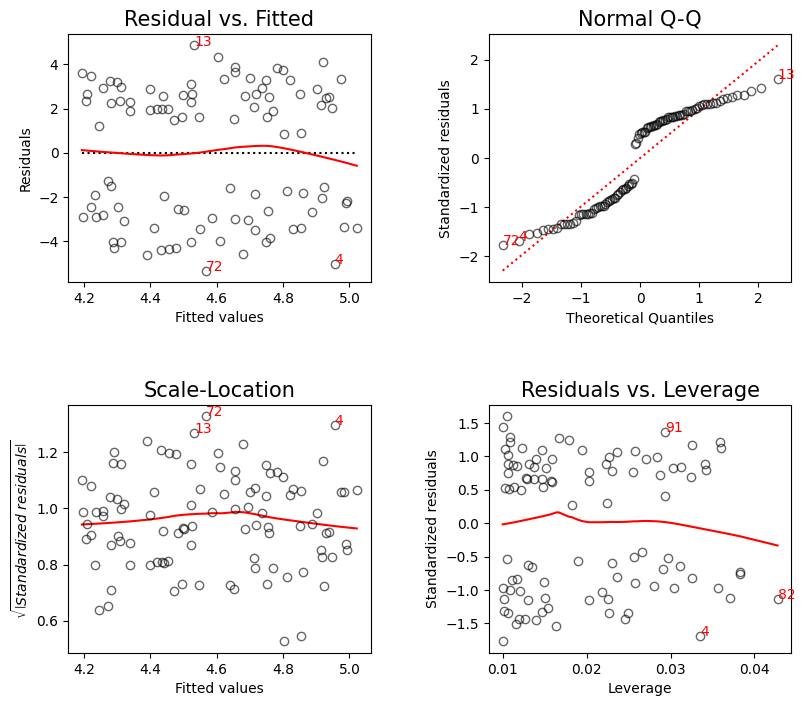 Residual vs. Fitted
13
72
4
4
2
0
−2
−4
Residuals
4.2 4.4 4.6 4.8 5.0
Fitted values
Normal Q-Q
13
4
72
2
1
0
−1
−2
Standardized residuals
−2 −1 0 1 2
Theoretical Quantiles
Scale-Location
72
13
4
1.2
1.0
0.8
0.6
√|Standardized residuals|
4.2 4.4 4.6 4.8 5.0
Fitted values
Residuals vs. Leverage
91
82
4
1.5
1.0
0.5
0.0
−0.5
−1.0
−1.5
Standardized residuals
0.01 0.02 0.03 0.04
Leverage